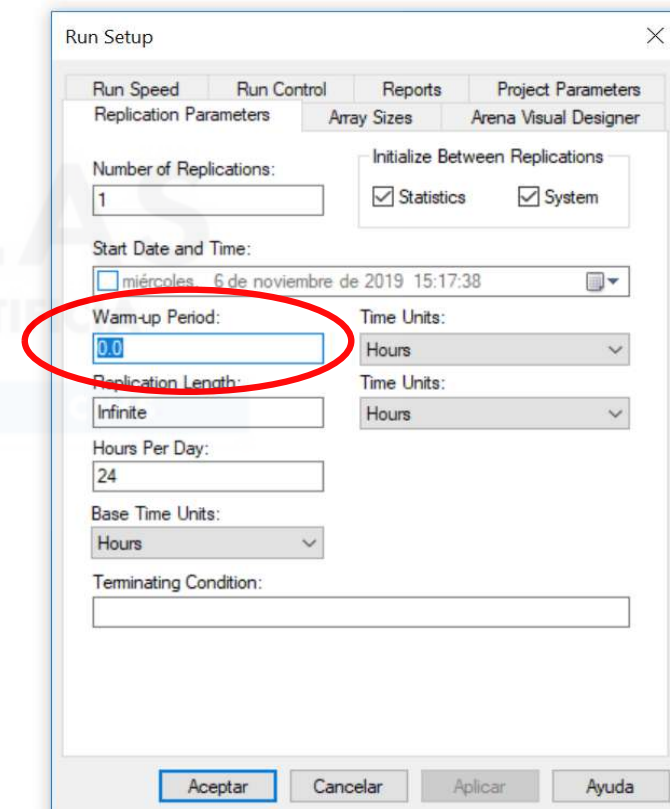 Run Setup
Run Speed Run Control Reports Project Parameters
Replication Parameters Array Sizes Arena Visual Designer
Number of Replications:
1
Initialize Between Replications
Statistics System
Start Date and Time:
miércoles 6 de noviembre de 2019 15:17:38
Warm-up Period: Time Units:
0.0 Hours
Replication Length: Time Units:
Infinite Hours
Hours Per Day:
24
Base Time Units:
Hours
Terminating Condition:
Aceptar Cancelar Aplicar Ayuda